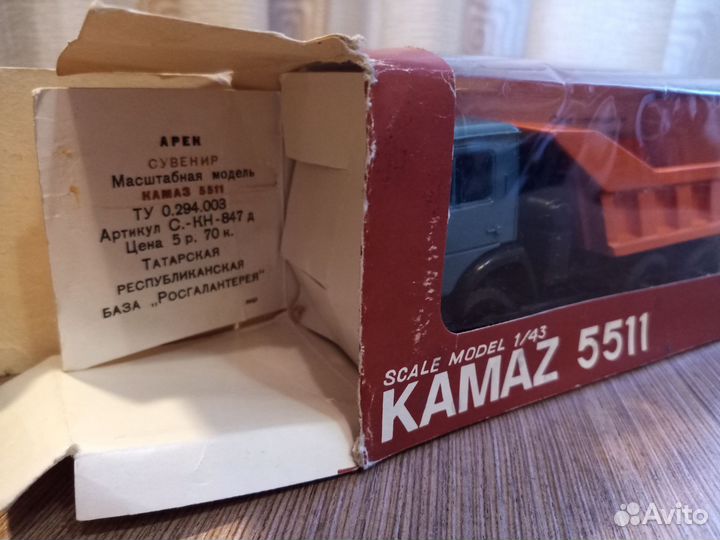 АРЕК
СУВЕНИР
Масштабная модель
КАМАЗ 5511
ТУ 0.294.003
Артикул С.-КН-847 д
Цена 5 р. 70 к.
ТАТАРСКАЯ
РЕСПУБЛИКАНСКАЯ
БАЗА „РОСГАЛАНТЕРЕЯ"
SCALE MODEL 1/43
KAMAZ 5511
Avito